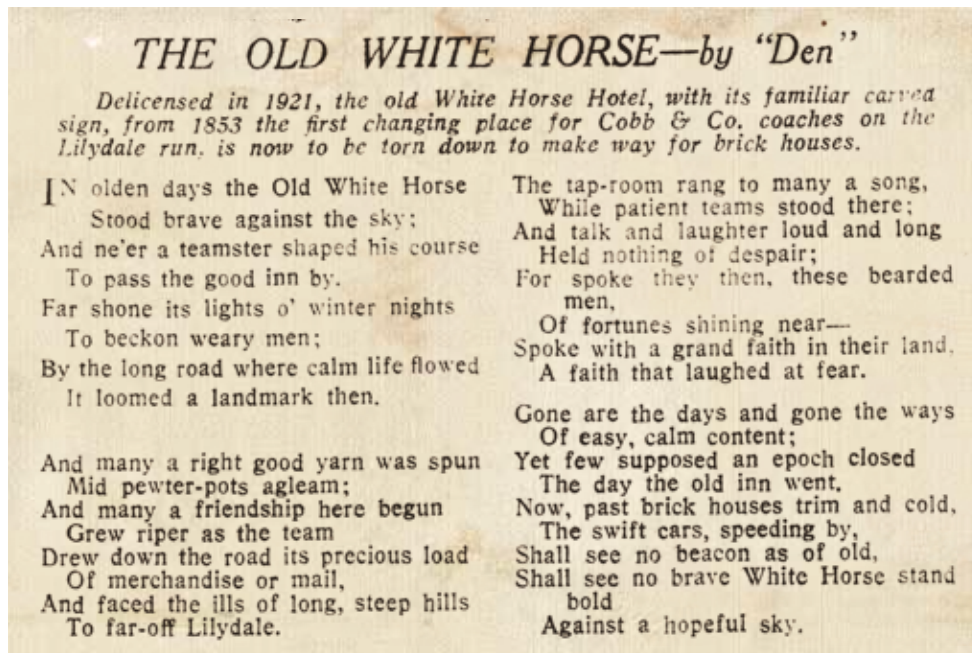 THE OLD WHITE HORSE—by "Den"
Delicensed in 1921, the old White Horse Hotel, with its familiar carved
sign, from 1853 the first changing place for Cobb & Co. coaches on the
Lilydale run, is now to be torn down to make way for brick houses.
IN olden days the Old White Horse
Stood brave against the sky;
And ne'er a teamster shaped his course
To pass the good inn by.
Far shone its lights o' winter nights
To beckon weary men;
By the long road where calm life flowed
It loomed a landmark then.
And many a right good yarn was spun
Mid pewter-pots agleam;
And many a friendship here begun
Grew riper as the team
Drew down the road its precious load
Of merchandise or mail,
And faced the ills of long, steep hills
To far-off Lilydale.
The tap-room rang to many a song,
While patient teams stood there;
And talk and laughter loud and long
Held nothing of despair;
For spoke they then, these bearded
men,
Of fortunes shining near—
Spoke with a grand faith in their land,
A faith that laughed at fear.
Gone are the days and gone the ways
Of easy, calm content;
Yet few supposed an epoch closed
The day the old inn went.
Now, past brick houses trim and cold,
The swift cars, speeding by,
Shall see no beacon as of old,
Shall see no brave White Horse stand
bold
Against a hopeful sky.